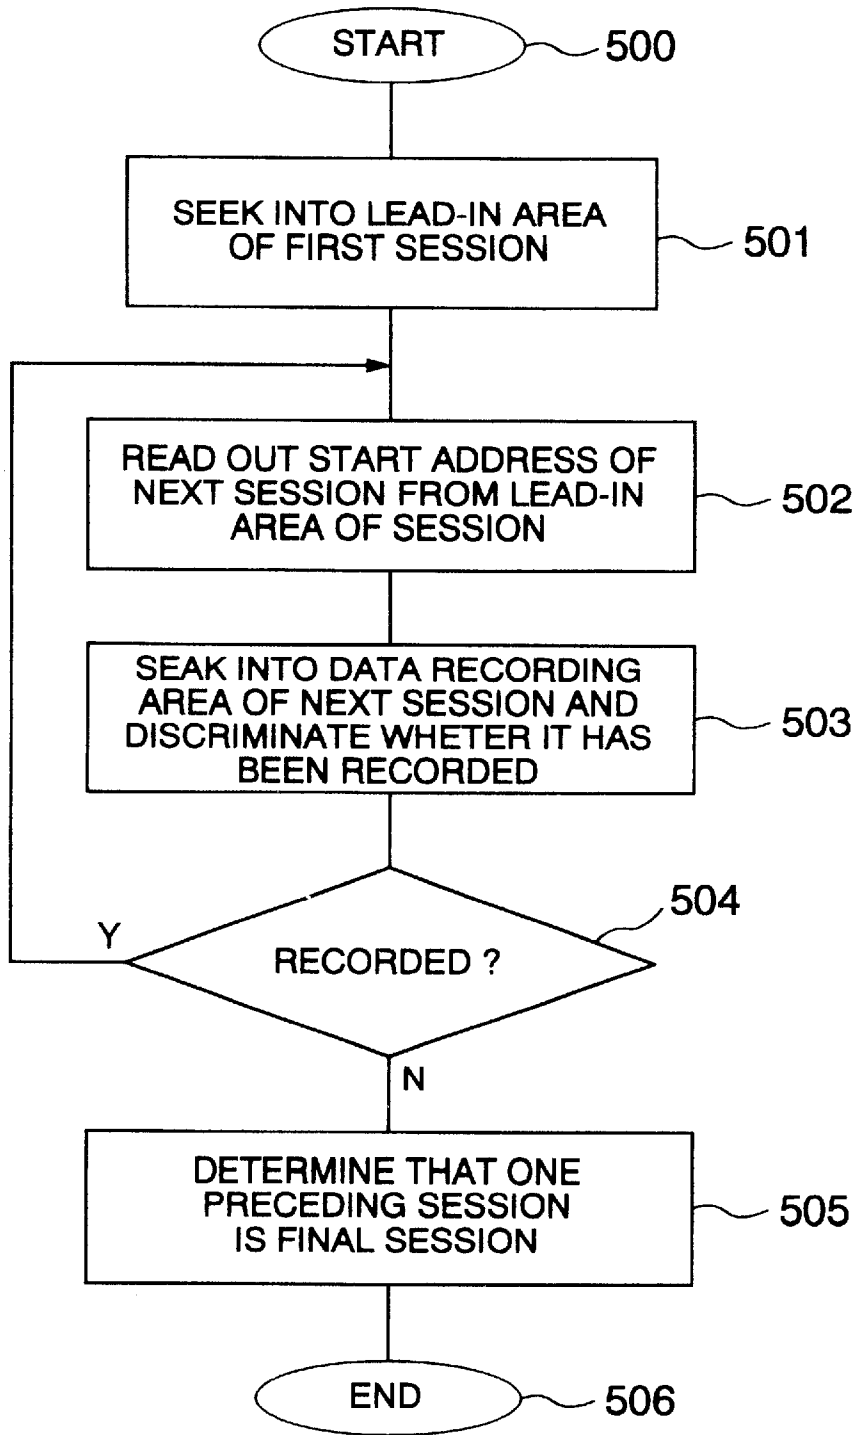 START
500
SEEK INTO LEAD-IN AREA
OF FIRST SESSION
501
READ OUT START ADDRESS OF
NEXT SESSION FROM LEAD-IN
AREA OF SESSION
502
SEAK INTO DATA RECORDING
AREA OF NEXT SESSION AND
DISCRIMINATE WHETER IT HAS
BEEN RECORDED
503
504
Y
RECORDED ?
N
DETERMINE THAT ONE
PRECEDING SESSION
IS FINAL SESSION
505
END
506